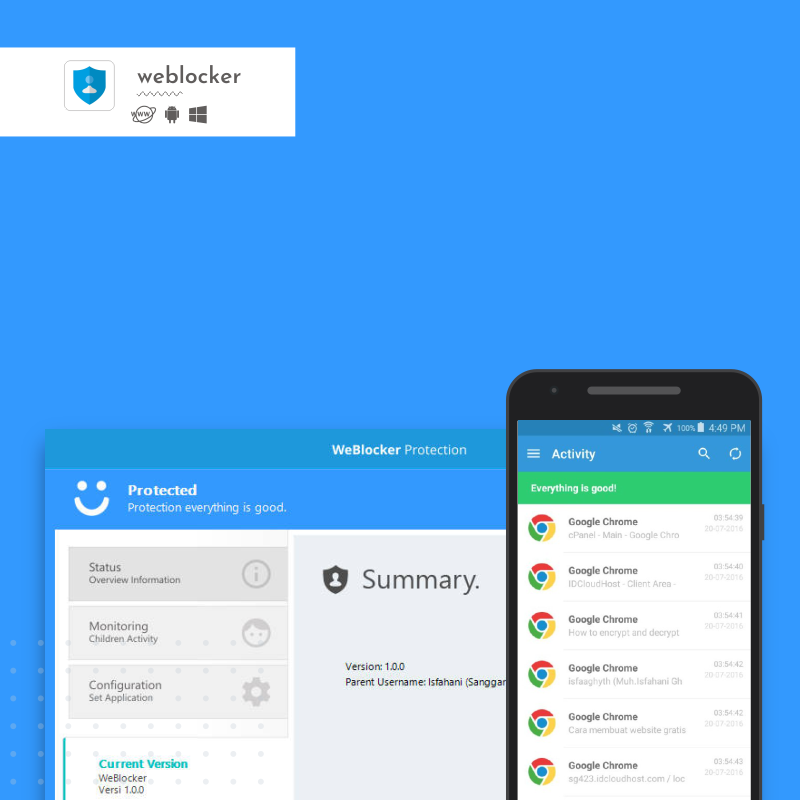 weblocker
www
WeBlocker Protection
Protected
Protection everything is good.
Status
Overview Information
Monitoring
Children Activity
Configuration
Set Application
Current Version
WeBlocker
Versi 1.0.0
Summary.
Version: 1.0.0
Parent Username: Isfahani (Sanggar
100% 4:49 PM
Activity
Everything is good!
Google Chrome 03:54:39
cPanel - Main - Google Chro 20-07-2016
Google Chrome 03:54:40
IDCloudHost - Client Area - 20-07-2016
Google Chrome 03:54:41
How to encrypt and decrypt 20-07-2016
Google Chrome 03:54:42
isfaaghyth (Muh.Isfahani Gh 20-07-2016
Google Chrome 03:54:42
Cara membuat website gratis 20-07-2016
Google Chrome 03:54:43
sg423.idcloudhost.com / loc 20-07-2016